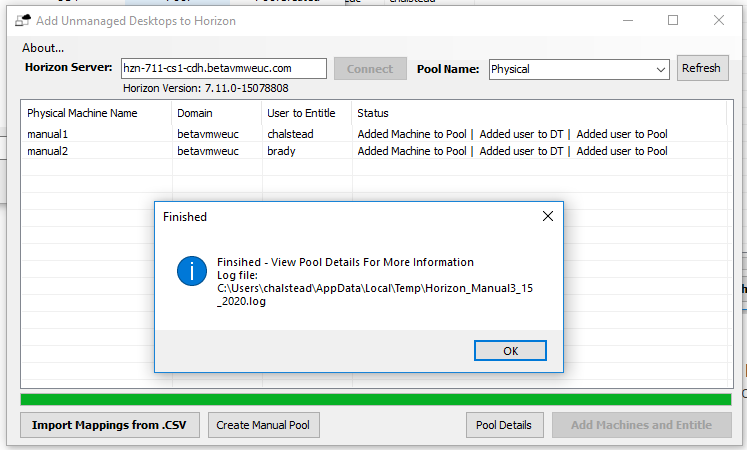 Add Unmanaged Desktops to Horizon
About...
Horizon Server: hzn-711-cs1-cdh.betavmweuc.com Connect Pool Name: Physical Refresh
Horizon Version: 7.11.0-15078808
Physical Machine Name Domain User to Entitle Status
manual1 betavmweuc chalstead Added Machine to Pool | Added user to DT | Added user to Pool
manual2 betavmweuc brady Added Machine to Pool | Added user to DT | Added user to Pool
Finished
Finsihed - View Pool Details For More Information
Log file:
C:\Users\chalstead\AppData\Local\Temp\Horizon_Manual3_15
_2020.log
OK
Import Mappings from .CSV Create Manual Pool Pool Details Add Machines and Entitle